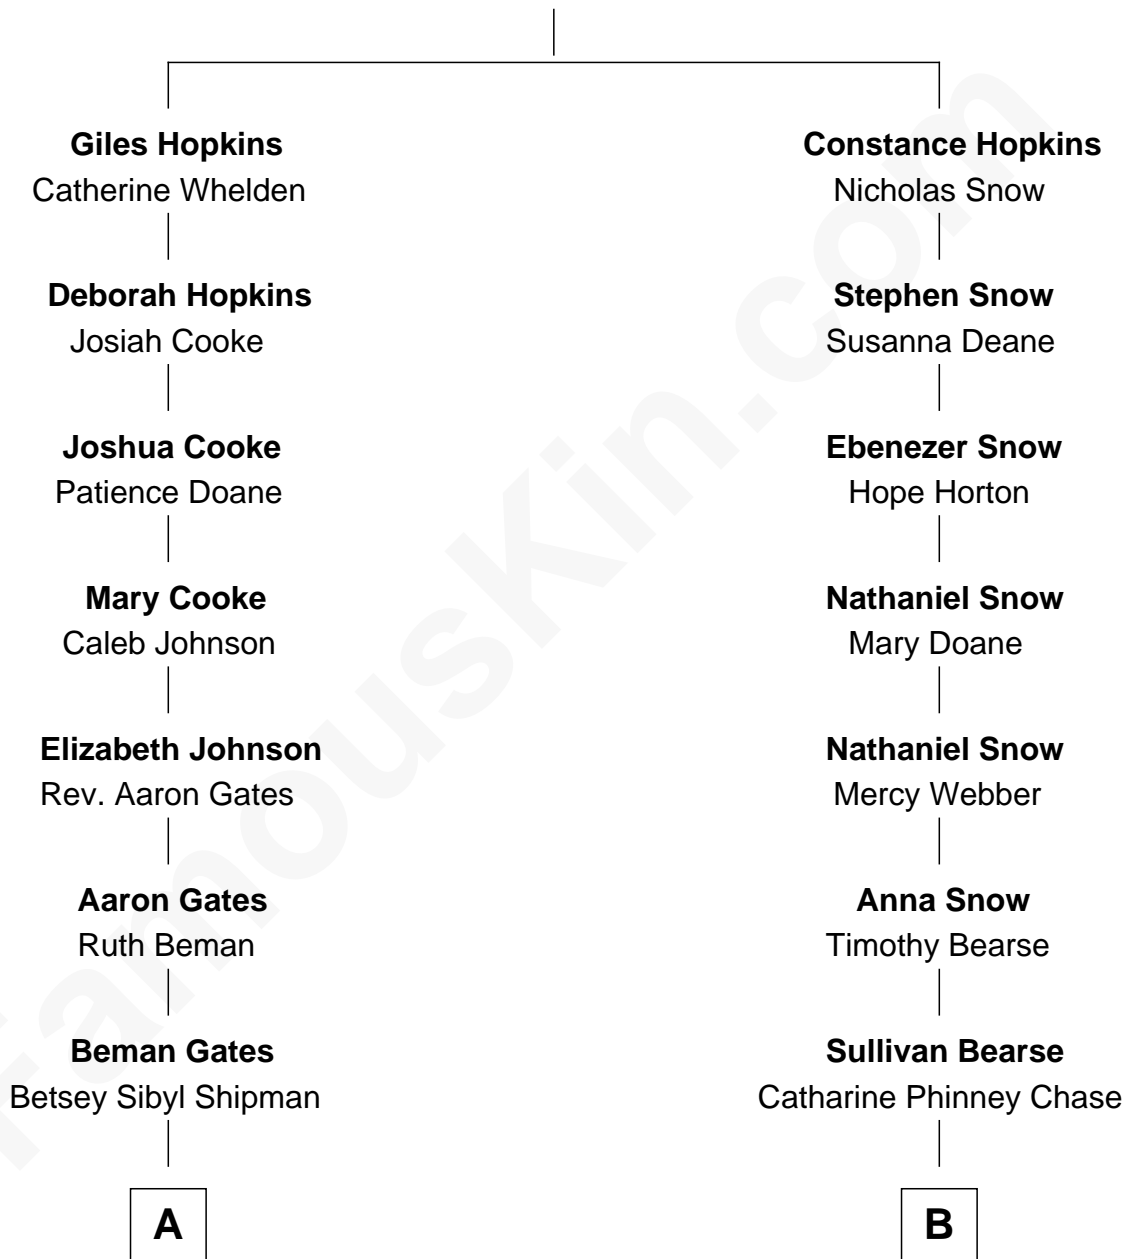 Giles Hopkins
Catherine Whelden
Deborah Hopkins
Josiah Cooke
Joshua Cooke
Patience Doane
Mary Cooke
Caleb Johnson
Elizabeth Johnson
Rev. Aaron Gates
Aaron Gates
Ruth Beman
Beman Gates
Betsey Sibyl Shipman
A
Constance Hopkins
Nicholas Snow
Stephen Snow
Susanna Deane
Ebenezer Snow
Hope Horton
Nathaniel Snow
Mary Doane
Nathaniel Snow
Mercy Webber
Anna Snow
Timothy Bearse
Sullivan Bearse
Catharine Phinney Chase
B
FamousKin.com